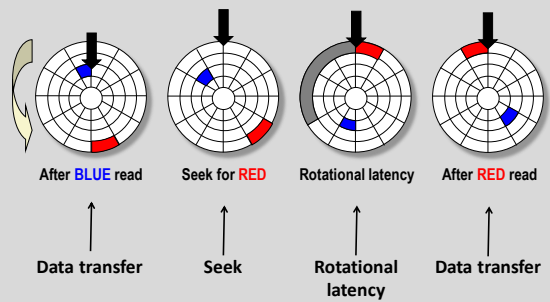 After BLUE read
Seek for RED
Rotational latency
After RED read
Data transfer
Seek
Rotational
latency
Data transfer